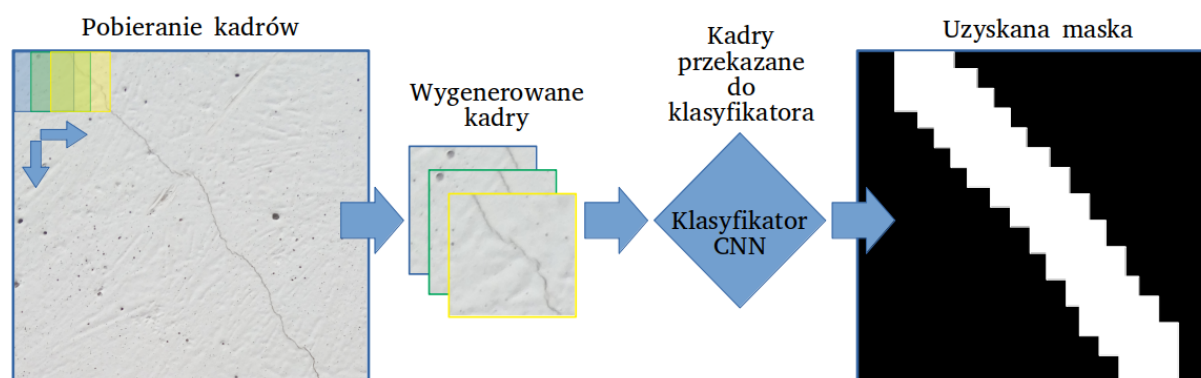 Pobieranie kadrów
Wygenerowane
kadry
Kadry
przekazane
do
klasyfikatora
Klasyfikator
CNN
Uzyskana maska